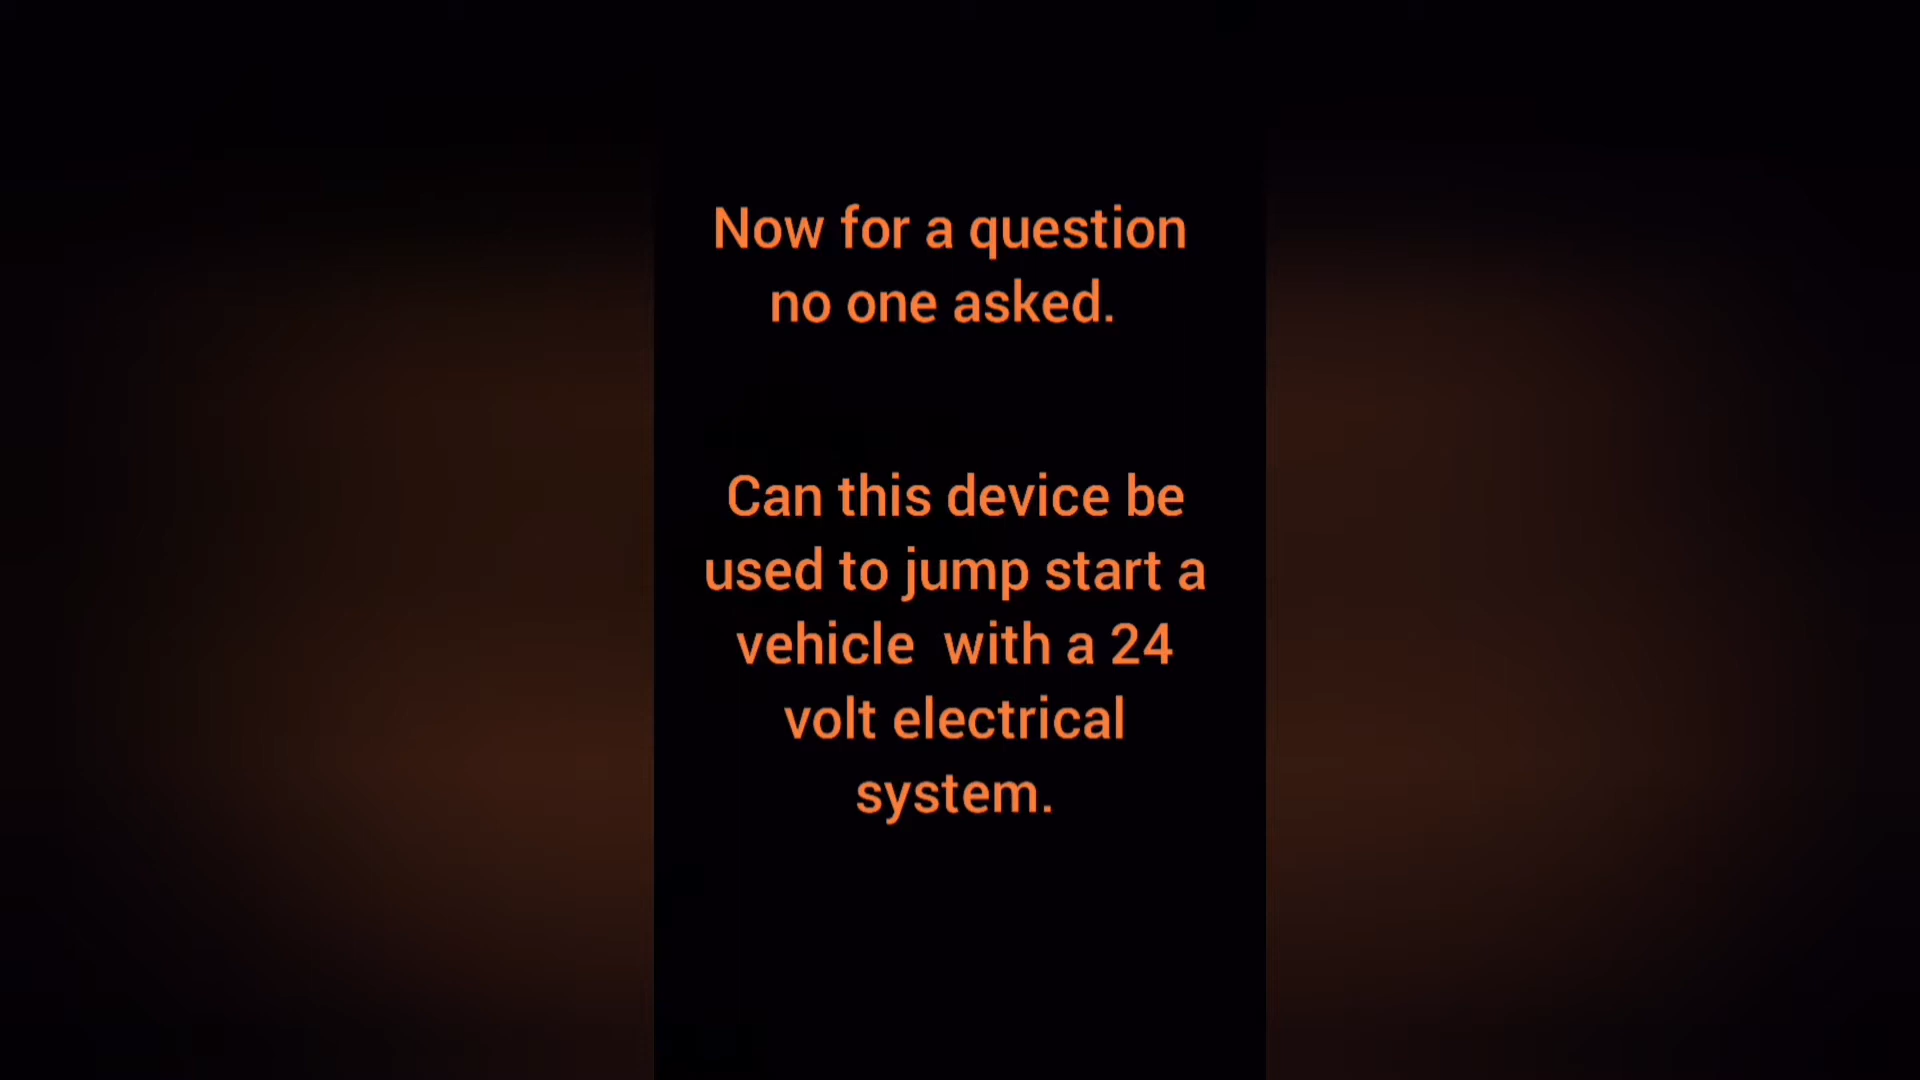 Now for a question
no one asked.
Can this device be
used to jump start a
vehicle  with a 24
volt electrical
system.